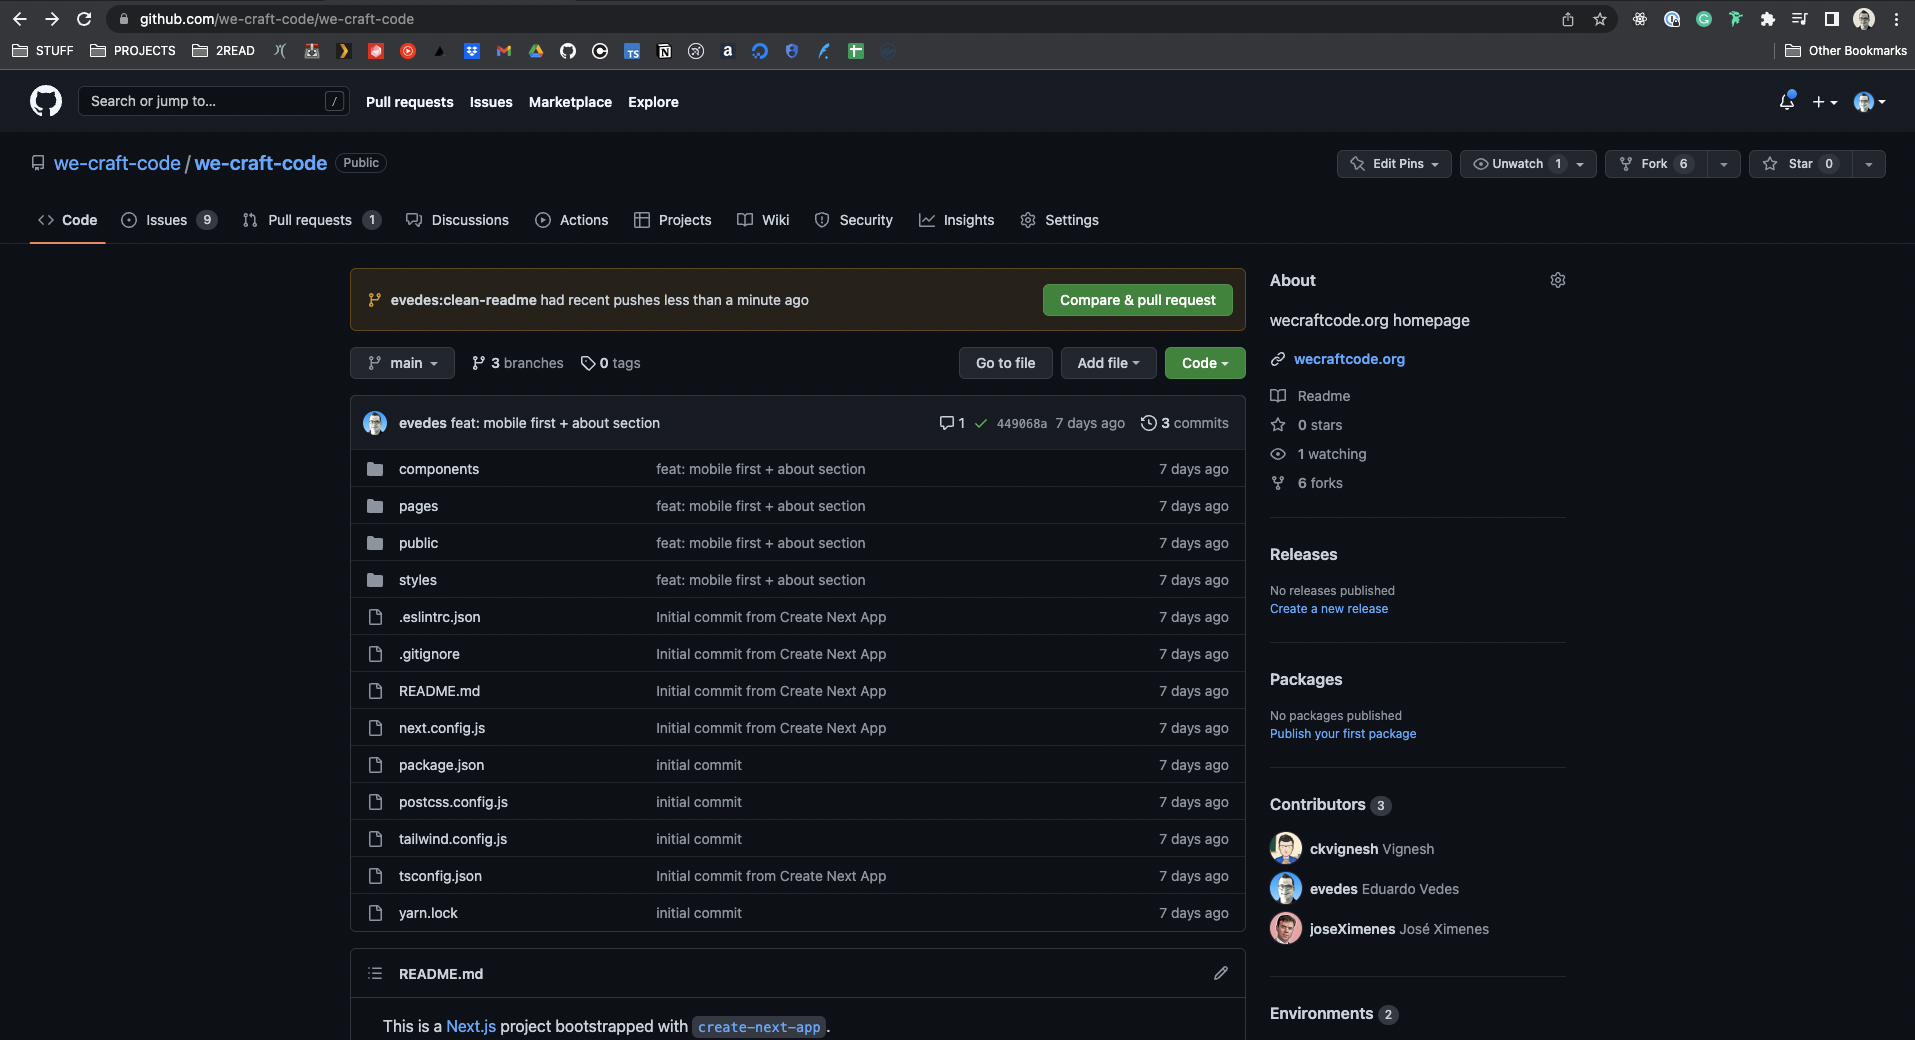 github.com/we-craft-code/we-craft-code
STUFF PROJECTS 2READ TS a Other Bookmarks
Search or jump to... / Pull requests Issues Marketplace Explore
we-craft-code / we-craft-code Public Edit Pins Unwatch 1 Fork 6 Star 0
Code Issues 9 Pull requests 1 Discussions Actions Projects Wiki Security Insights Settings
evedes:clean-readme had recent pushes less than a minute ago Compare & pull request
main 3 branches 0 tags Go to file Add file Code
evedes feat: mobile first + about section 1 449068a 7 days ago 3 commits
components feat: mobile first + about section 7 days ago
pages feat: mobile first + about section 7 days ago
public feat: mobile first + about section 7 days ago
styles feat: mobile first + about section 7 days ago
.eslintrc.json Initial commit from Create Next App 7 days ago
.gitignore Initial commit from Create Next App 7 days ago
README.md Initial commit from Create Next App 7 days ago
next.config.js Initial commit from Create Next App 7 days ago
package.json initial commit 7 days ago
postcss.config.js initial commit 7 days ago
tailwind.config.js initial commit 7 days ago
tsconfig.json Initial commit from Create Next App 7 days ago
yarn.lock initial commit 7 days ago
README.md
This is a Next.js project bootstrapped with create-next-app.
About
wecraftcode.org homepage
wecraftcode.org
Readme
0 stars
1 watching
6 forks
Releases
No releases published
Create a new release
Packages
No packages published
Publish your first package
Contributors 3
ckvignesh Vignesh
evedes Eduardo Vedes
joseXimenes José Ximenes
Environments 2